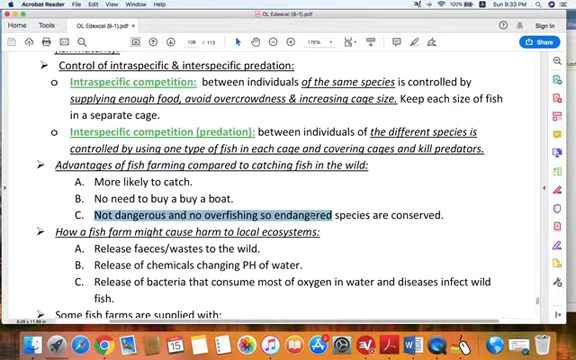 Acrobat Reader File Edit View Window Help 100% Sun 9:33 PM
OL Edexcel (9-1).pdf
Home Tools OL Edexcel (9-1).pdf × Sign In
108 / 113 176% Share
Control of intraspecific & interspecific predation:
o Intraspecific competition: between individuals of the same species is controlled by
supplying enough food, avoid overcrowdness & increasing cage size. Keep each size of fish
in a separate cage.
o Interspecific competition (predation): between individuals of the different species is
controlled by using one type of fish in each cage and covering cages and kill predators.
Advantages of fish farming compared to catching fish in the wild:
A. More likely to catch.
B. No need to buy a buy a boat.
C. Not dangerous and no overfishing so endangered species are conserved.
How a fish farm might cause harm to local ecosystems:
A. Release faeces/wastes to the wild.
B. Release of chemicals changing PH of water.
C. Release of bacteria that consume most of oxygen in water and diseases infect wild
fish.
Some fish farms are supplied with:
8.26 x 11.69 in
15